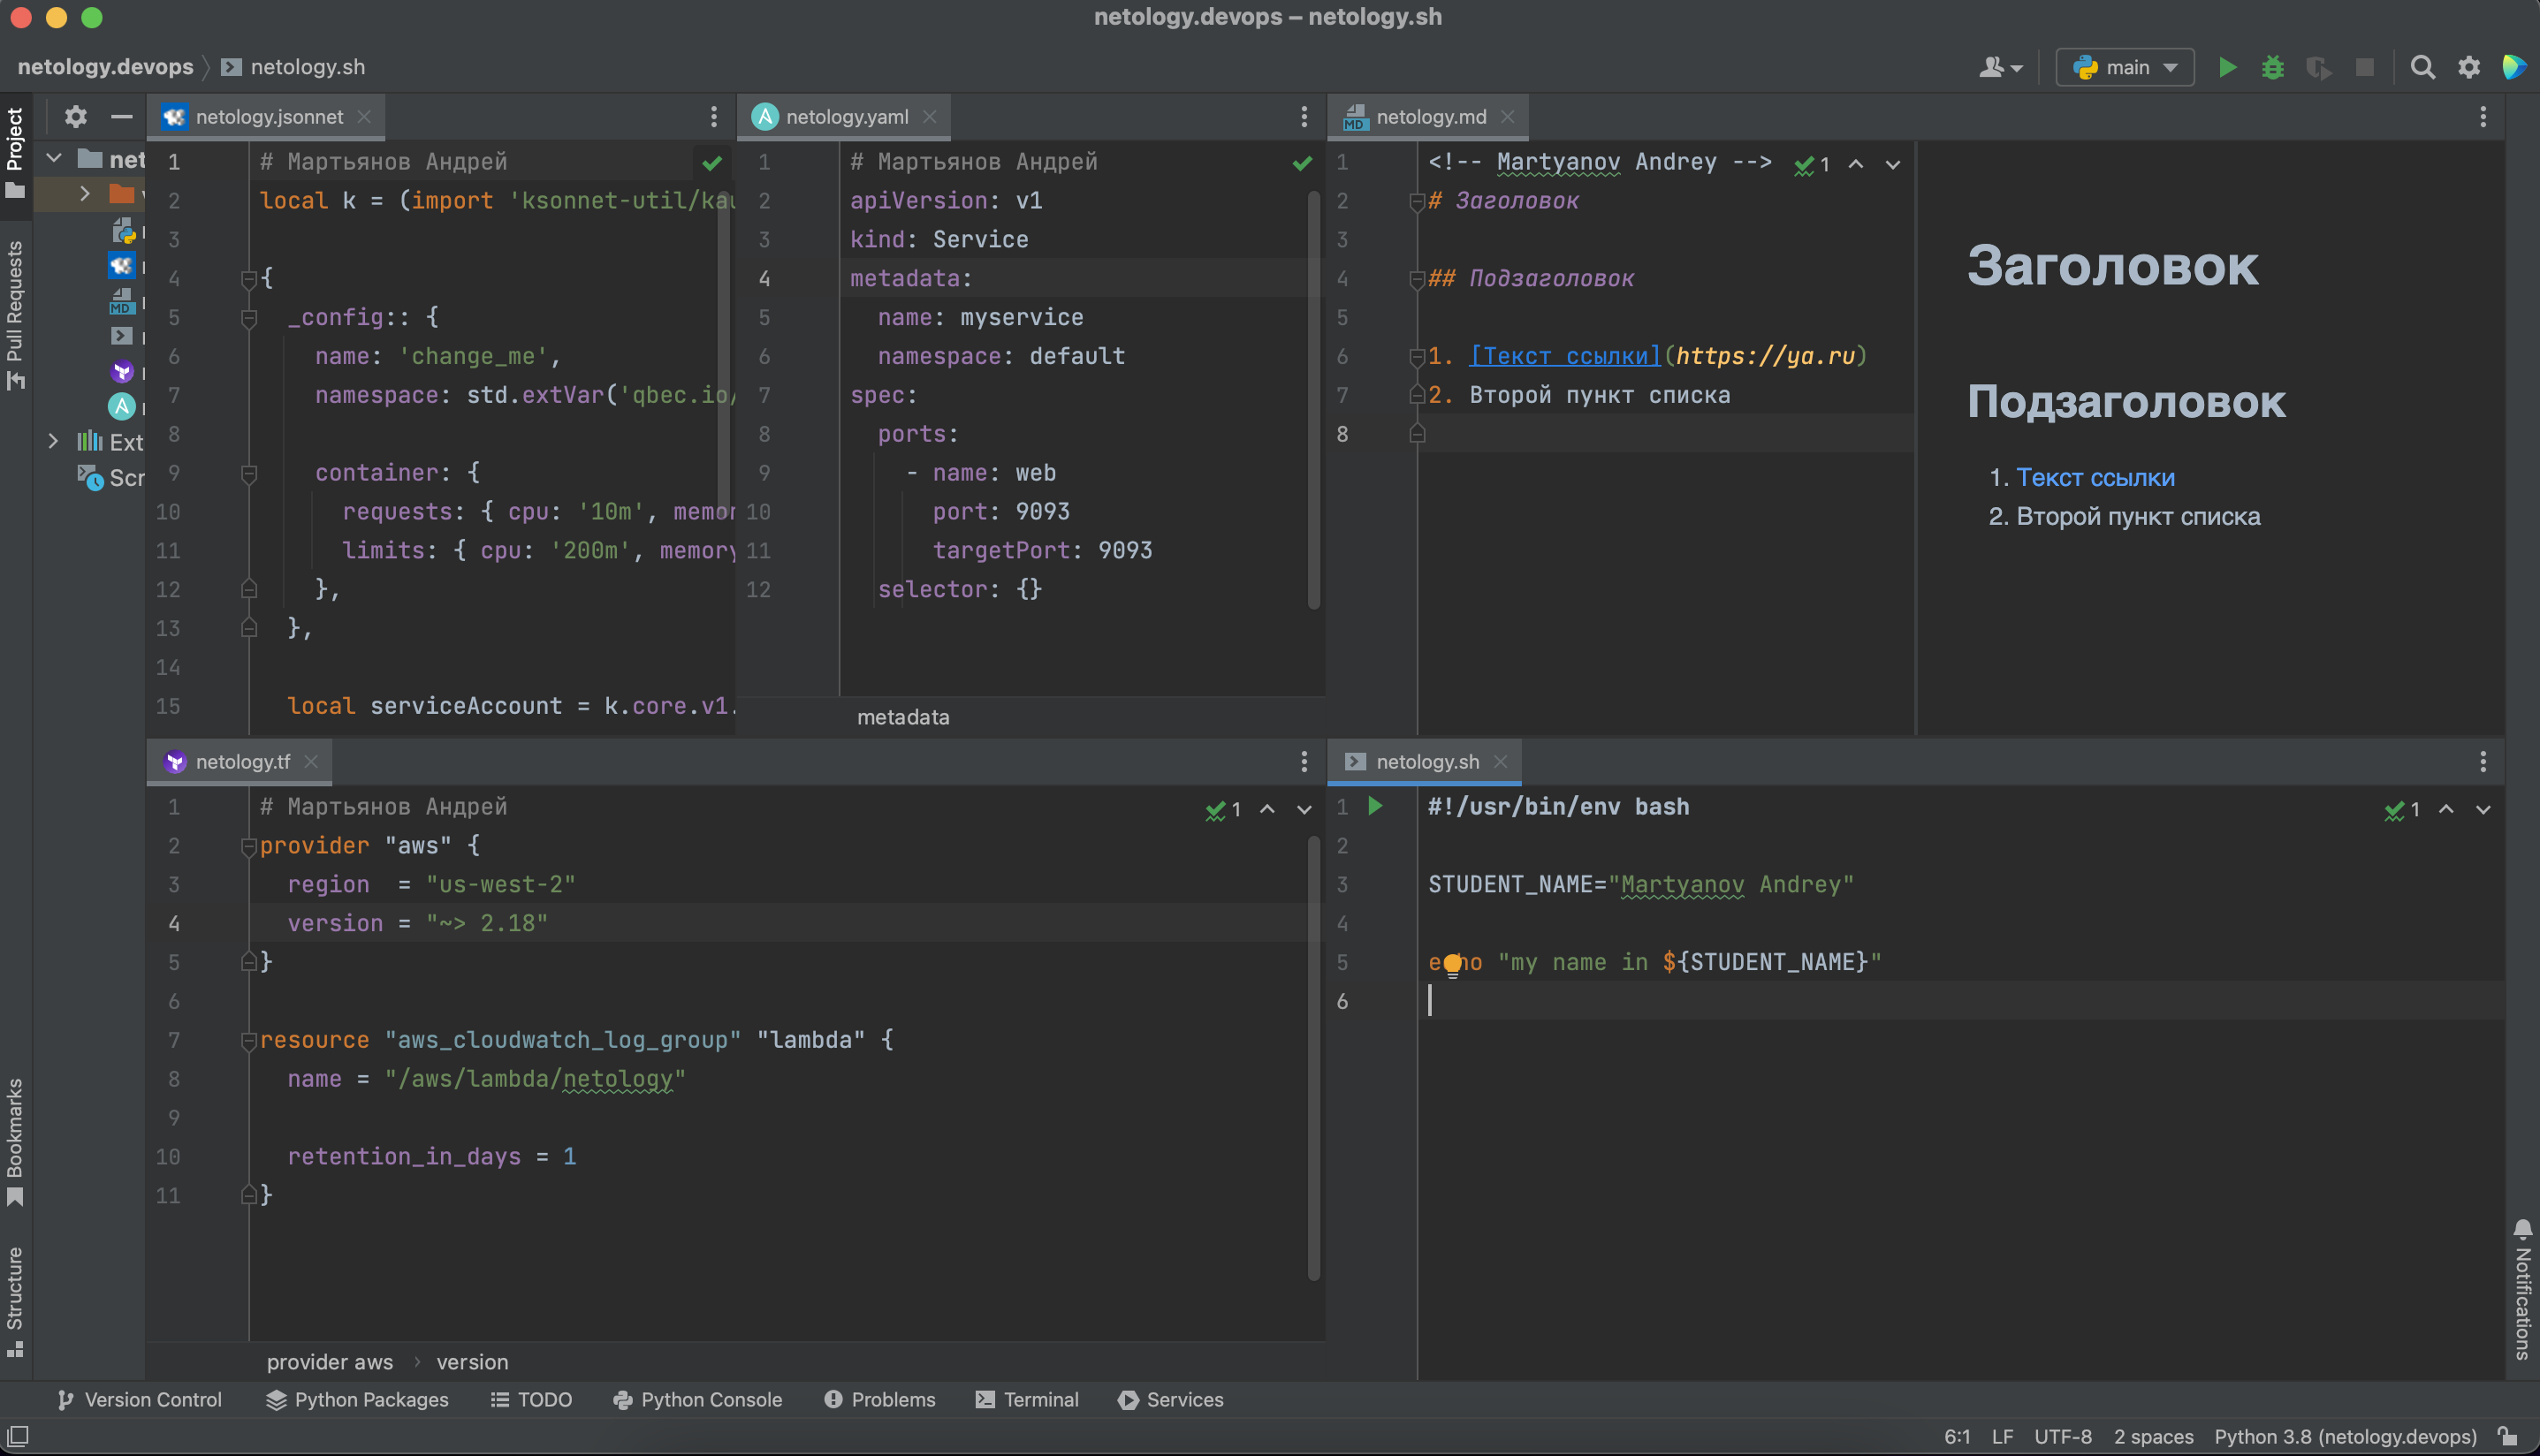 netology.devops – netology.sh
netology.devops netology.sh
main
Project
Pull Requests
Bookmarks
Structure
Notifications
net
Ext
Scr
netology.jsonnet
1 # Мартьянов Андрей
2 local k = (import 'ksonnet-util/kau
3
4 {
5 _config:: {
6 name: 'change_me',
7 namespace: std.extVar('qbec.io/
8
9 container: {
10 requests: { cpu: '10m', memor
11 limits: { cpu: '200m', memory
12 },
13 },
14
15 local serviceAccount = k.core.v1.
netology.yaml
1 # Мартьянов Андрей
2 apiVersion: v1
3 kind: Service
4 metadata:
5 name: myservice
6 namespace: default
7 spec:
8 ports:
9 - name: web
10 port: 9093
11 targetPort: 9093
12 selector: {}
metadata
netology.md
1 <!-- Martyanov Andrey --> 1
2 # Заголовок
3
4 ## Подзаголовок
5
6 1. [Текст ссылки](https://ya.ru)
7 2. Второй пункт списка
8
Заголовок
Подзаголовок
1. Текст ссылки
2. Второй пункт списка
netology.tf
1 # Мартьянов Андрей 1
2 provider "aws" {
3 region = "us-west-2"
4 version = "~> 2.18"
5 }
6
7 resource "aws_cloudwatch_log_group" "lambda" {
8 name = "/aws/lambda/netology"
9
10 retention_in_days = 1
11 }
provider aws › version
netology.sh
1 #!/usr/bin/env bash 1
2
3 STUDENT_NAME="Martyanov Andrey"
4
5 echo "my name in ${STUDENT_NAME}"
6
Version Control Python Packages TODO Python Console Problems Terminal Services
6:1 LF UTF-8 2 spaces Python 3.8 (netology.devops)